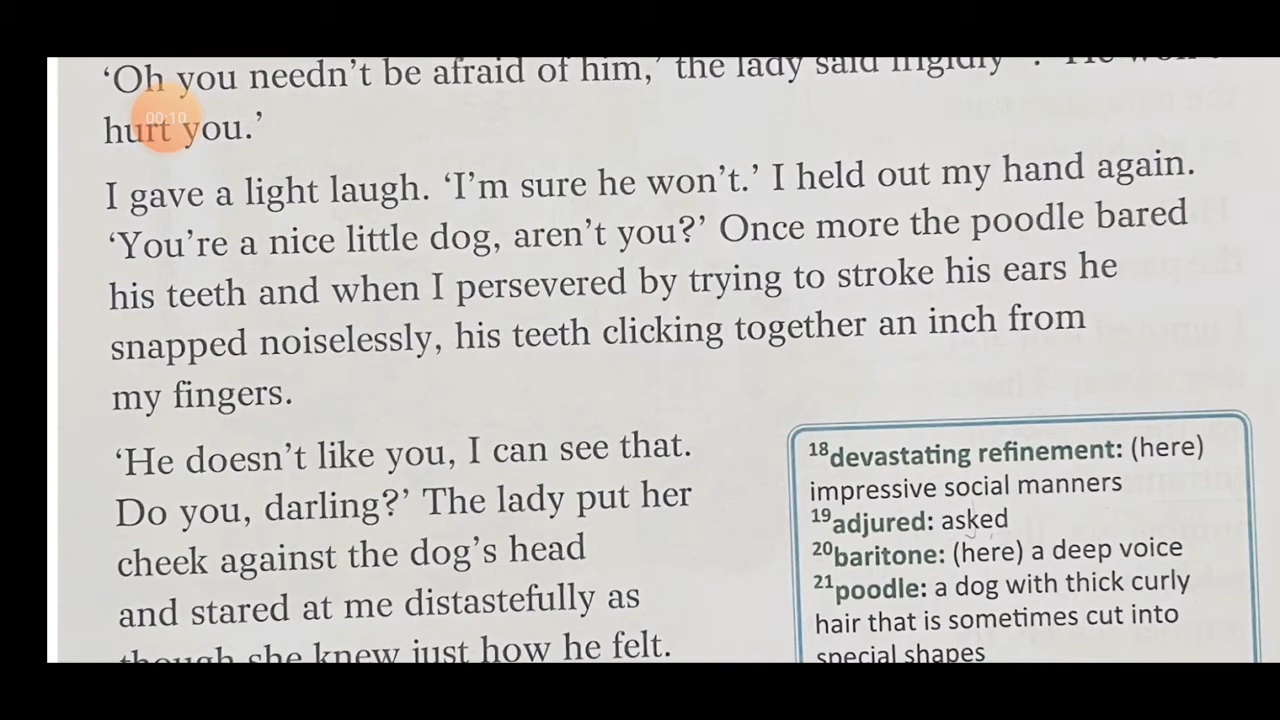 ‘Oh you needn’t be afraid of him,’ the lady said frigidly
hurt you.’
00:10
I gave a light laugh. ‘I’m sure he won’t.’ I held out my hand again.
‘You’re a nice little dog, aren’t you?’ Once more the poodle bared
his teeth and when I persevered by trying to stroke his ears he
snapped noiselessly, his teeth clicking together an inch from
my fingers.
‘He doesn’t like you, I can see that.
Do you, darling?’ The lady put her
cheek against the dog’s head
and stared at me distastefully as
though she knew just how he felt.
18devastating refinement: (here)
impressive social manners
19adjured: asked
20baritone: (here) a deep voice
21poodle: a dog with thick curly
hair that is sometimes cut into
special shapes